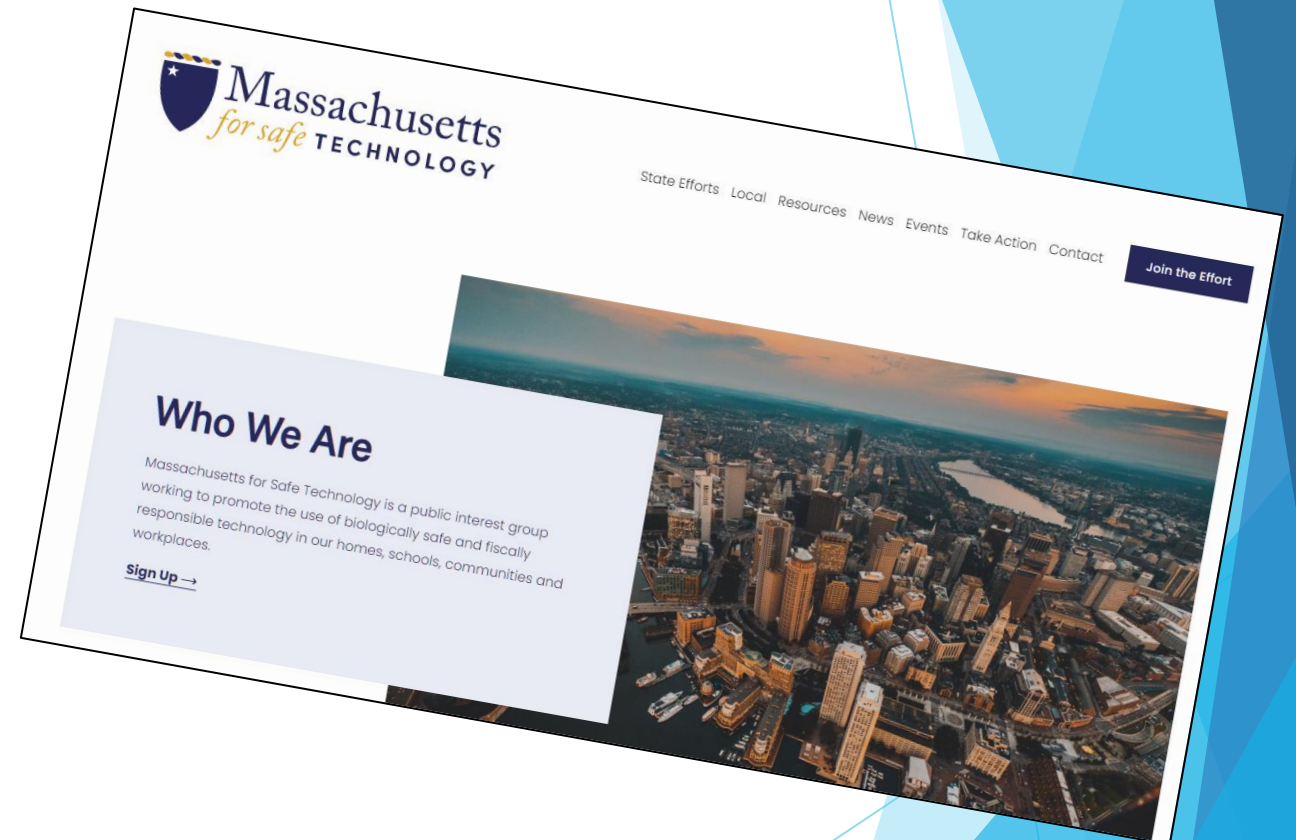 Massachusetts
for safe TECHNOLOGY
State Efforts Local Resources News Events Take Action Contact
Join the Effort
Who We Are
Massachusetts for Safe Technology is a public interest group
working to promote the use of biologically safe and fiscally
responsible technology in our homes, schools, communities and
workplaces.
Sign Up →